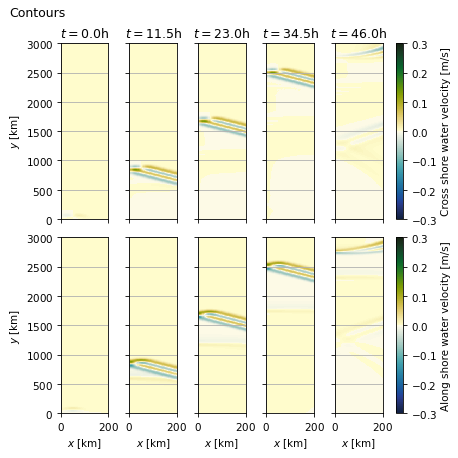 Contours
t = 0.0h
t = 11.5h
t = 23.0h
t = 34.5h
t = 46.0h
3000
2500
2000
1500
1000
500
0
y [km]
0.3
0.2
0.1
0.0
−0.1
−0.2
−0.3
Cross shore water velocity [m/s]
3000
2500
2000
1500
1000
500
0
y [km]
0 200
0 200
0 200
0 200
0 200
x [km]
x [km]
x [km]
x [km]
x [km]
0.3
0.2
0.1
0.0
−0.1
−0.2
−0.3
Along shore water velocity [m/s]